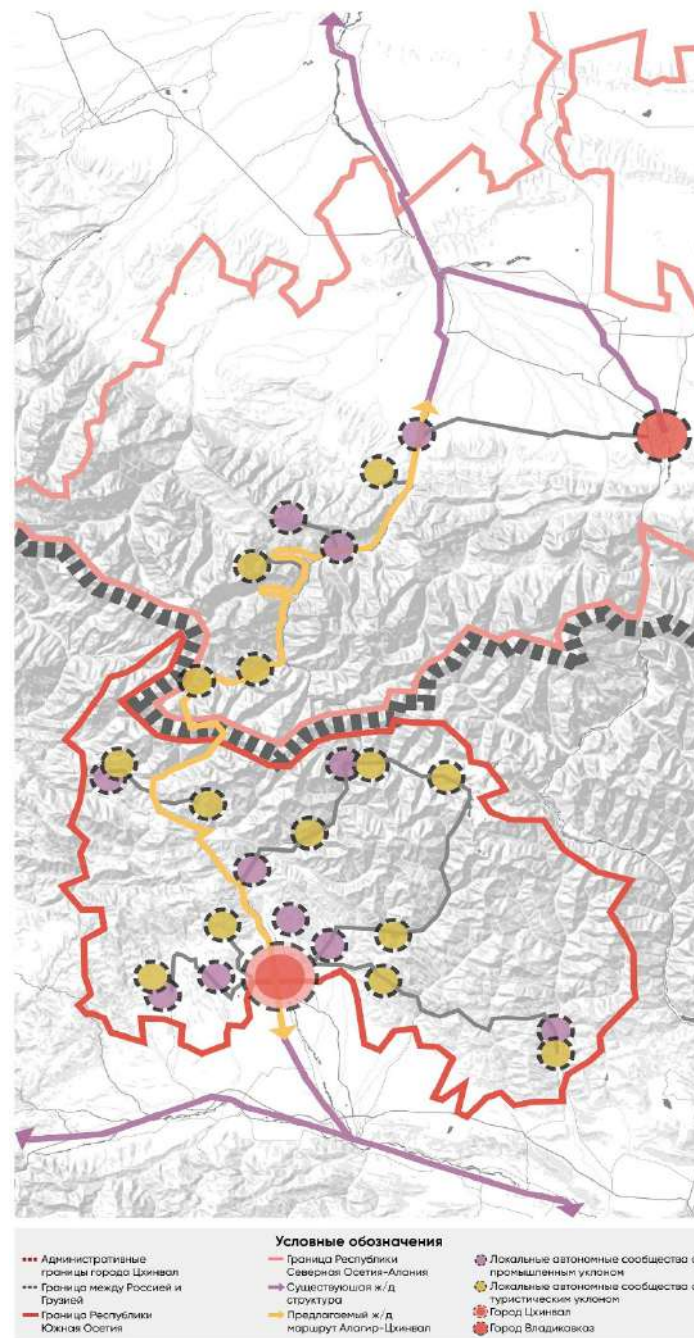 Условные обозначения
Административные
границы города Цхинвал
Граница между Россией и
Грузией
Граница Республики
Южная Осетия
Граница Республики
Северная Осетия-Алания
Существующая ж/д
структура
Предлагаемый ж/д
маршрут Алагир-Цхинвал
Локальные автономные сообщества с
промышленным уклоном
Локальные автономные сообщества с
туристическим уклоном
Город Цхинвал
Город Владикавказ